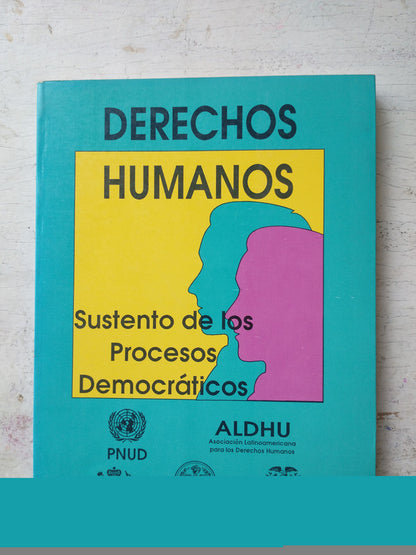 DERECHOS
HUMANOS
Sustento de los
Procesos
Democráticos
PNUD
ALDHU
Asociación Latinoamericana
para los Derechos Humanos